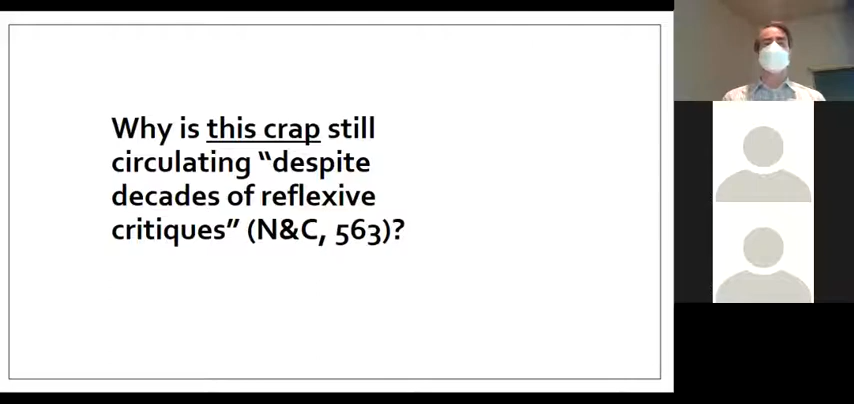 Why is this crap still
circulating “despite
decades of reflexive
critiques” (N&C, 563)?